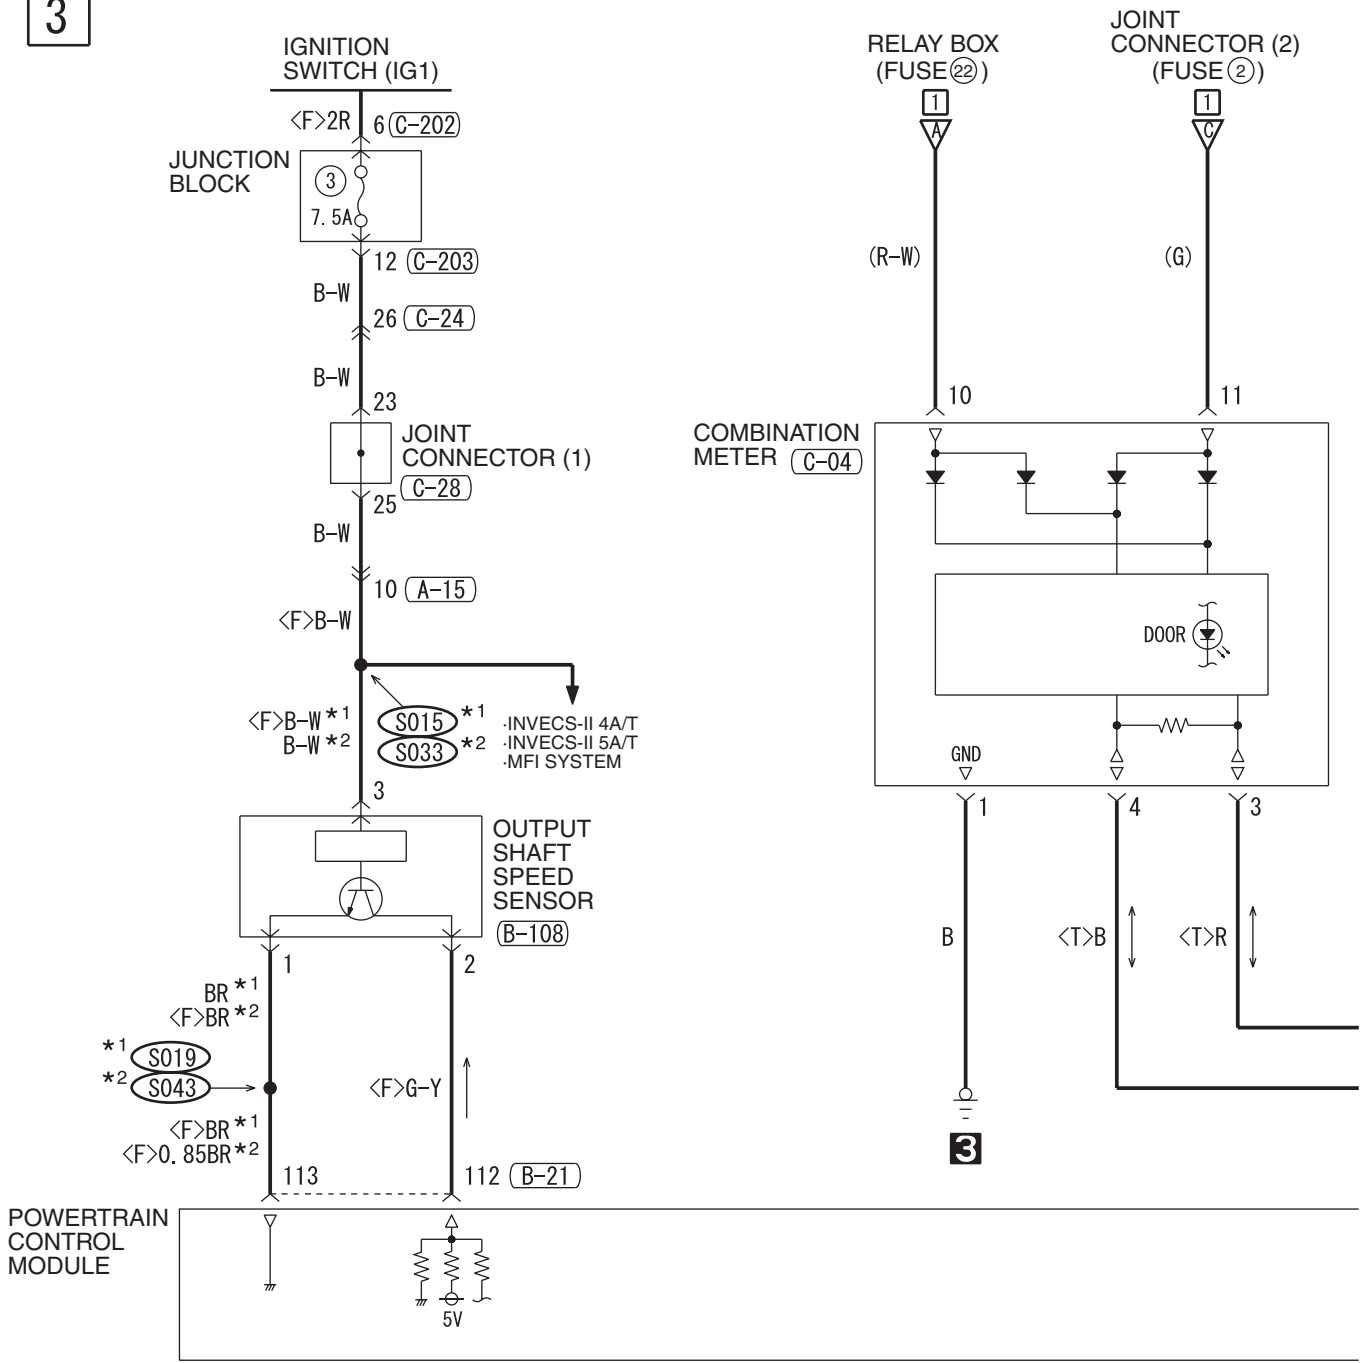 3
IGNITION
SWITCH (IG1)
<F>2R
6 (C-202)
JUNCTION
BLOCK
3
7.5A
12 (C-203)
B-W
26 (C-24)
B-W
23
JOINT
CONNECTOR (1)
C-28
25
B-W
10 (A-15)
<F>B-W
<F>B-W *1
B-W *2
S015 *1
S033 *2
·INVECS-II 4A/T
·INVECS-II 5A/T
·MFI SYSTEM
3
OUTPUT
SHAFT
SPEED
SENSOR
B-108
1
2
BR *1
<F>BR *2
*1 S019
*2 S043
<F>G-Y
<F>BR *1
<F>0.85BR *2
113
112 (B-21)
POWERTRAIN
CONTROL
MODULE
5V
RELAY BOX
(FUSE 22)
1
A
(R-W)
10
JOINT
CONNECTOR (2)
(FUSE 2)
1
C
(G)
11
COMBINATION
METER (C-04)
DOOR
GND
1
4
3
B
<T>B
<T>R
3